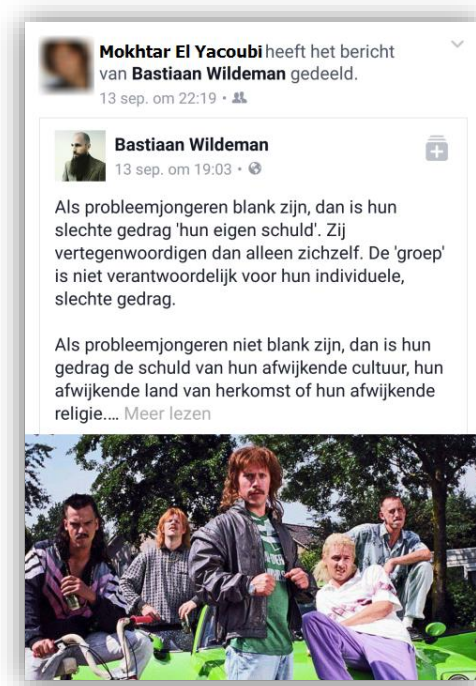 Mokhtar El Yacoubi heeft het bericht
van Bastiaan Wildeman gedeeld.
13 sep. om 22:19 •
Bastiaan Wildeman
13 sep. om 19:03 •
Als probleemjongeren blank zijn, dan is hun
slechte gedrag 'hun eigen schuld'. Zij
vertegenwoordigen dan alleen zichzelf. De 'groep'
is niet verantwoordelijk voor hun individuele,
slechte gedrag.
Als probleemjongeren niet blank zijn, dan is hun
gedrag de schuld van hun afwijkende cultuur, hun
afwijkende land van herkomst of hun afwijkende
religie.... Meer lezen